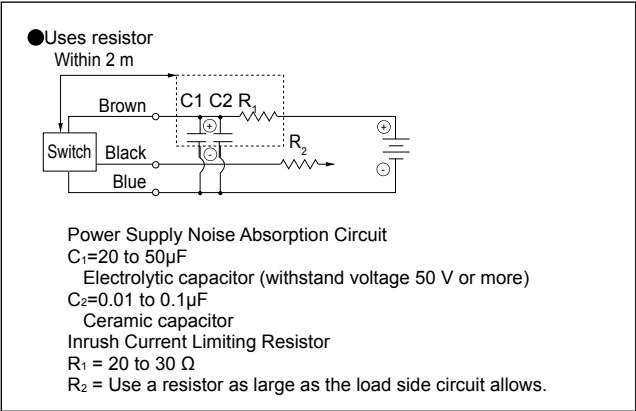 ●Uses resistor
Within 2 m
Brown
C1 C2 R1
+
+
Switch
Black
-
R2
-
Blue
Power Supply Noise Absorption Circuit
C₁=20 to 50µF
Electrolytic capacitor (withstand voltage 50 V or more)
C₂=0.01 to 0.1µF
Ceramic capacitor
Inrush Current Limiting Resistor
R₁ = 20 to 30 Ω
R₂ = Use a resistor as large as the load side circuit allows.